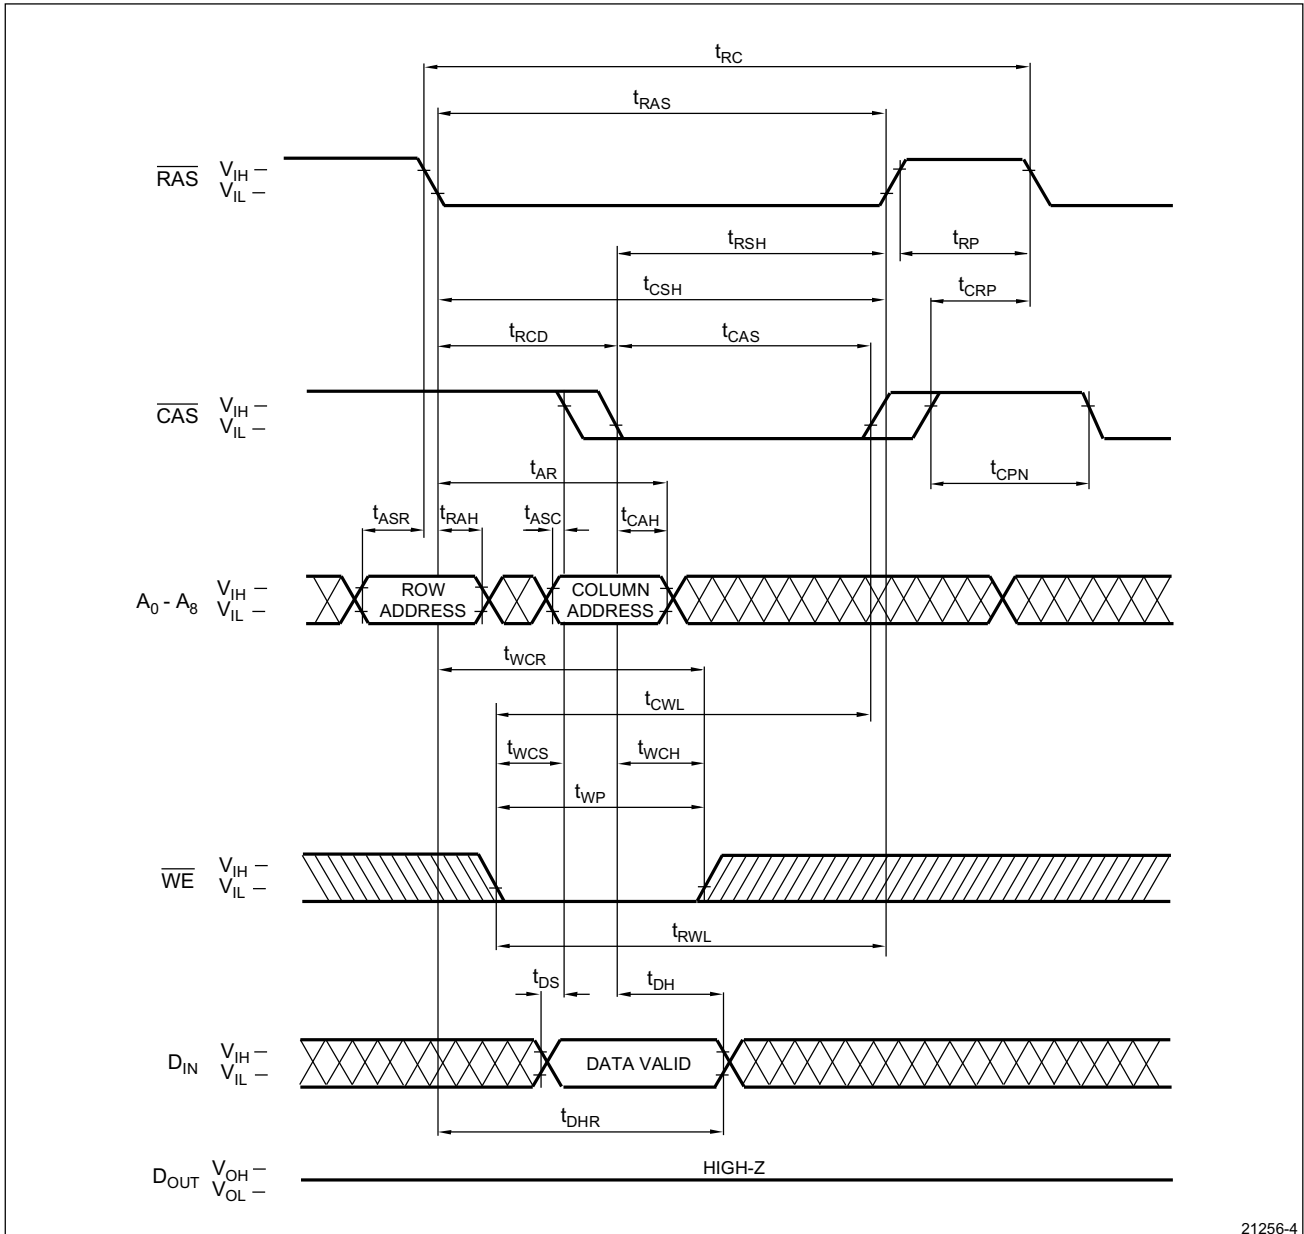 tRC
tRAS
RAS VIH
VIL
tRSH tRP
tCSH tCRP
tRCD tCAS
CAS VIH
VIL
tAR tCPN
tASR tRAH tASC tCAH
A0 - A8 VIH
VIL
ROW ADDRESS
COLUMN ADDRESS
tWCR
tCWL
tWCS tWCH
tWP
WE VIH
VIL
tRWL
tDS tDH
DIN VIH
VIL
DATA VALID
tDHR
DOUT VOH
VOL
HIGH-Z
21256-4